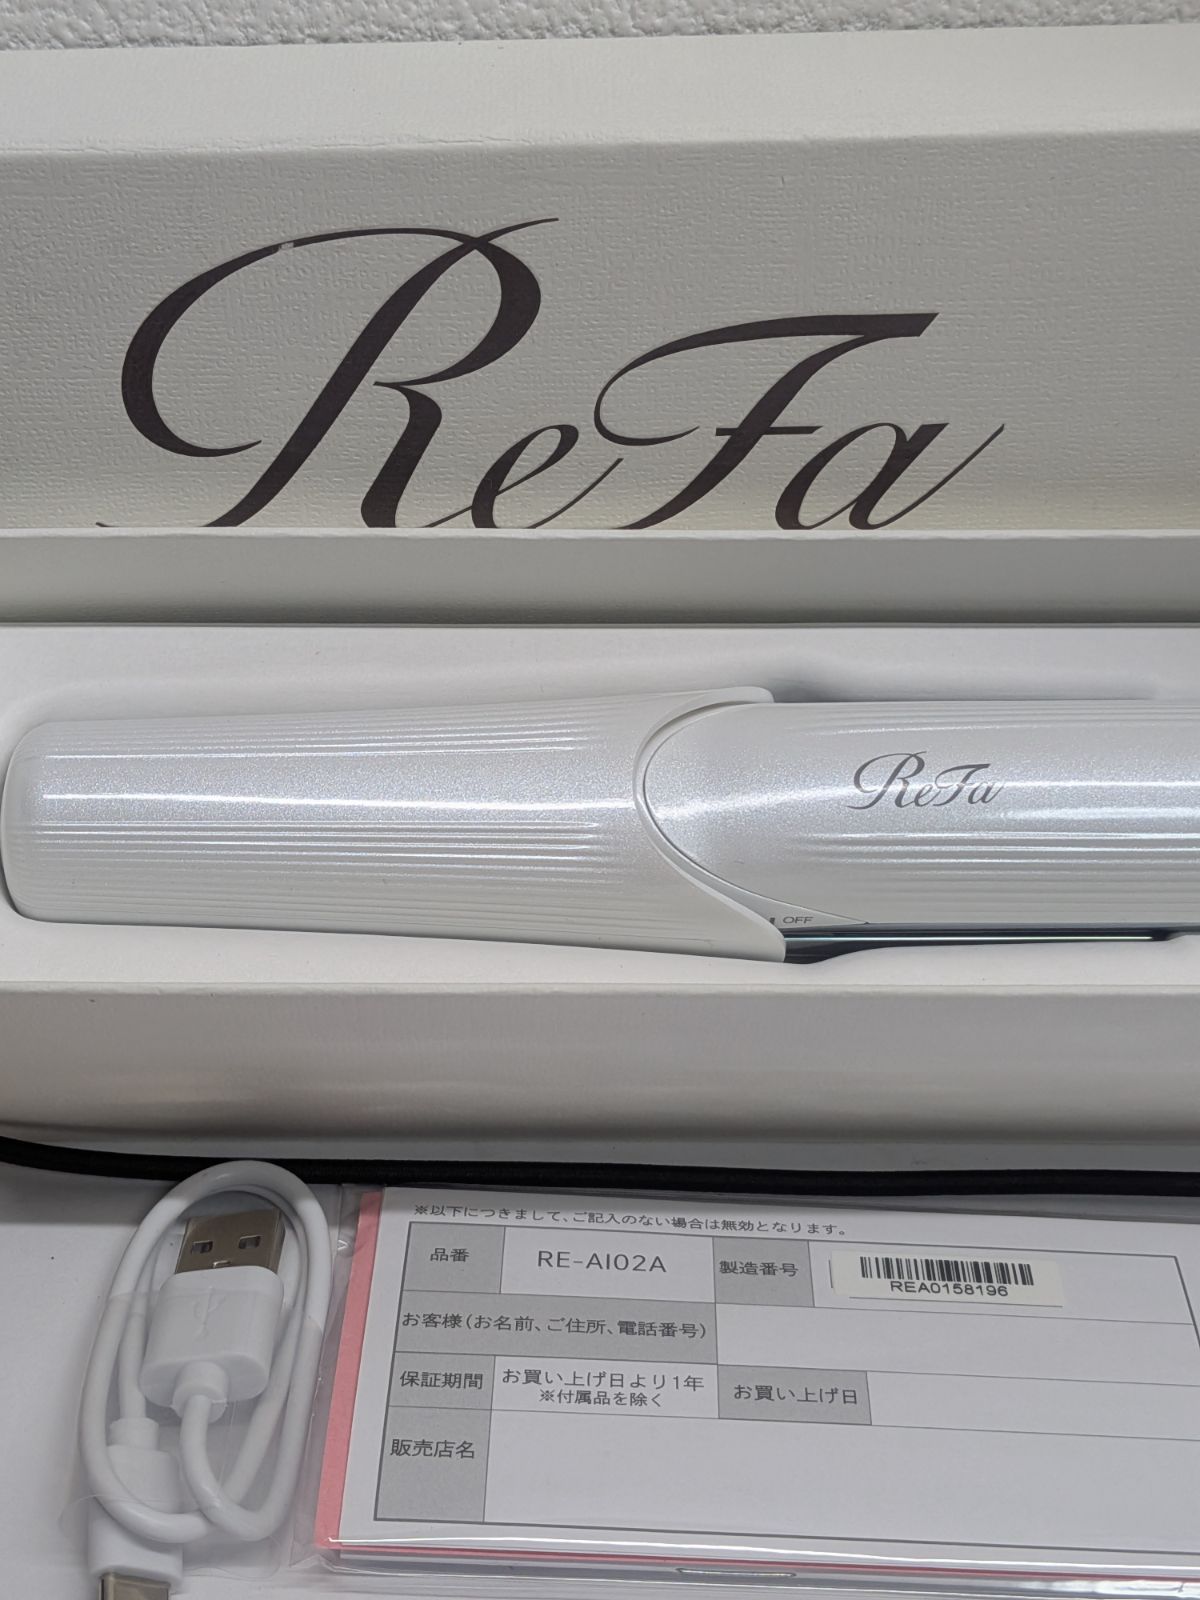 ReFa
ReFa
OFF
※以下につきまして、ご記入のない場合は無効となります。
品番 RE-AI02A 製造番号 REA0158196
お客様(お名前、ご住所、電話番号)
保証期間 お買い上げ日より1年 お買い上げ日
※付属品を除く
販売店名